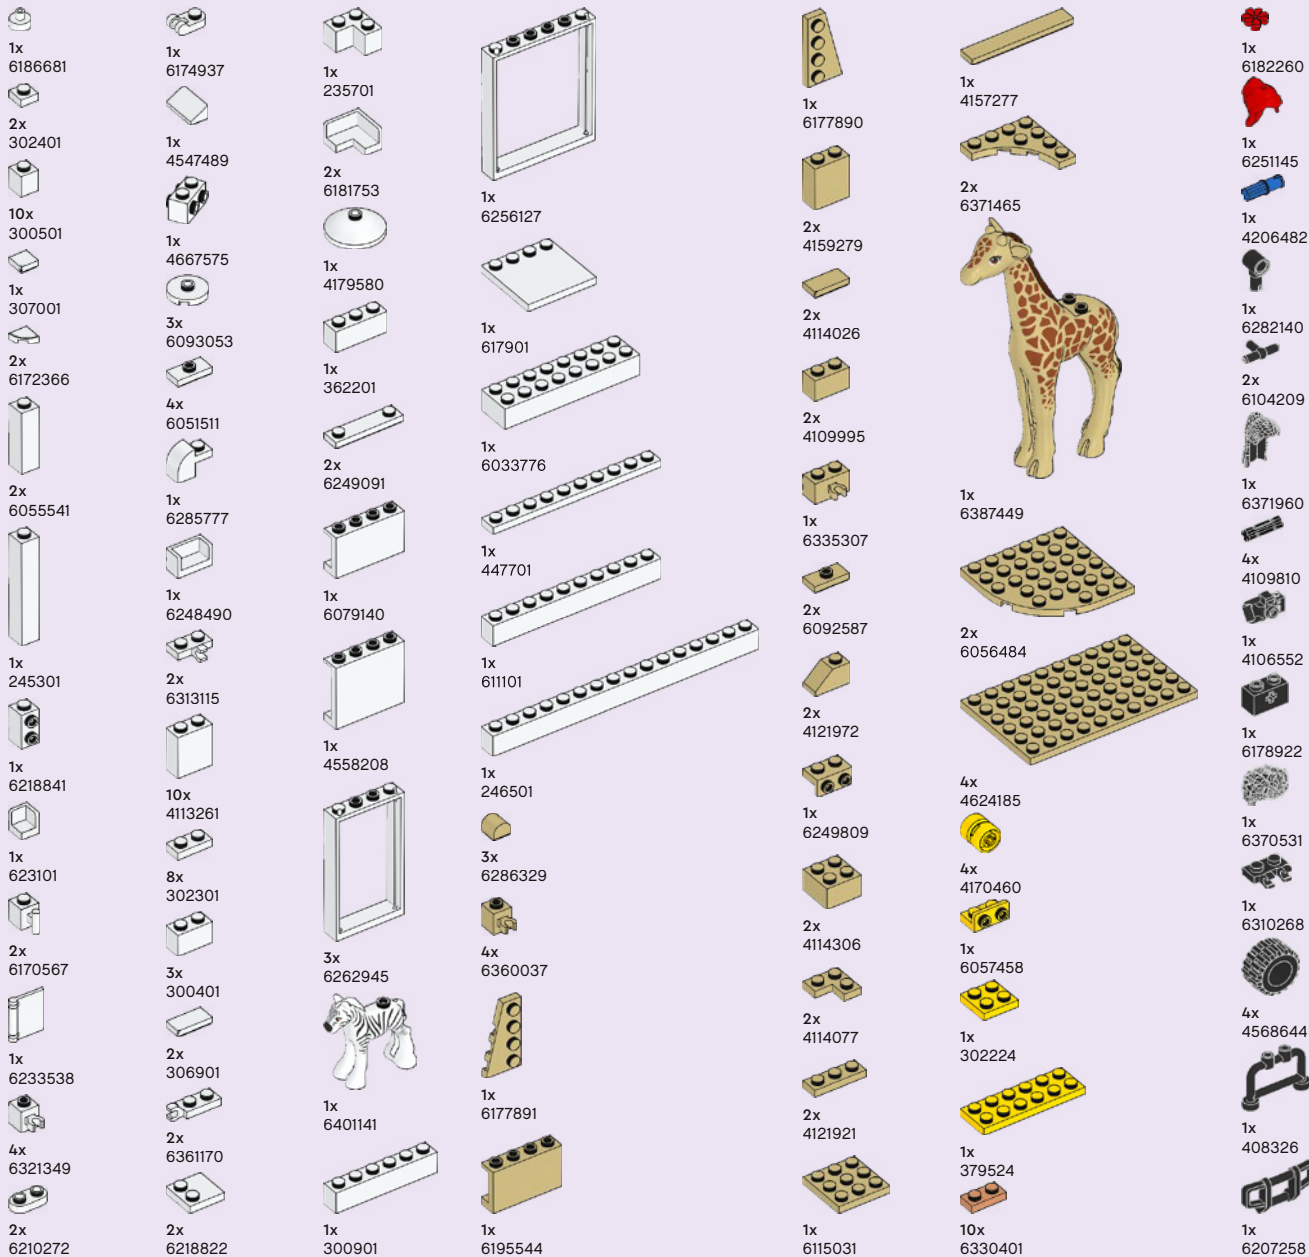 1x
6186681
2x
302401
10x
300501
1x
307001
2x
6172366
2x
6055541
1x
245301
1x
6218841
1x
623101
2x
6170567
1x
6233538
4x
6321349
2x
6210272
1x
6174937
1x
4547489
1x
4667575
3x
6093053
4x
6051511
1x
6285777
1x
6248490
2x
6313115
10x
4113261
8x
302301
3x
300401
2x
306901
2x
6361170
2x
6218822
1x
235701
2x
6181753
1x
4179580
1x
362201
2x
6249091
1x
6079140
1x
4558208
3x
6262945
1x
6401141
1x
300901
1x
6256127
1x
617901
1x
6033776
1x
447701
1x
611101
1x
246501
3x
6286329
4x
6360037
1x
6177891
1x
6195544
1x
6177890
2x
4159279
2x
4114026
2x
4109995
1x
6335307
2x
6092587
2x
4121972
1x
6249809
2x
4114306
2x
4114077
2x
4121921
1x
6115031
1x
4157277
2x
6371465
1x
6387449
2x
6056484
4x
4624185
4x
4170460
1x
6057458
1x
302224
1x
379524
10x
6330401
1x
6182260
1x
6251145
1x
4206482
1x
6282140
2x
6104209
1x
6371960
4x
4109810
1x
4106552
1x
6178922
1x
6370531
1x
6310268
4x
4568644
1x
408326
1x
6207258